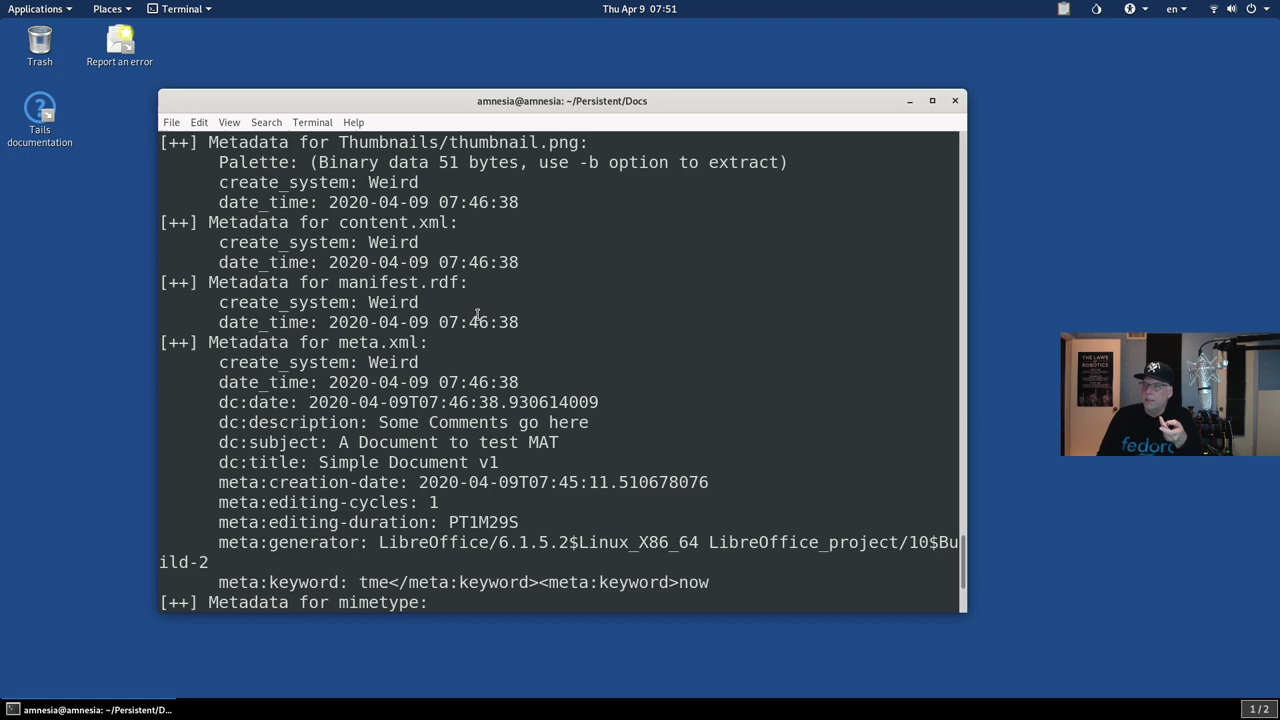 Applications Places Terminal Thu Apr 9 07:51 en
Trash
Report an error
Tails
documentation
amnesia@amnesia: ~/Persistent/Docs
File Edit View Search Terminal Help
[++] Metadata for Thumbnails/thumbnail.png:
Palette: (Binary data 51 bytes, use -b option to extract)
create_system: Weird
date_time: 2020-04-09 07:46:38
[++] Metadata for content.xml:
create_system: Weird
date_time: 2020-04-09 07:46:38
[++] Metadata for manifest.rdf:
create_system: Weird
date_time: 2020-04-09 07:46:38
[++] Metadata for meta.xml:
create_system: Weird
date_time: 2020-04-09 07:46:38
dc:date: 2020-04-09T07:46:38.930614009
dc:description: Some Comments go here
dc:subject: A Document to test MAT
dc:title: Simple Document v1
meta:creation-date: 2020-04-09T07:45:11.510678076
meta:editing-cycles: 1
meta:editing-duration: PT1M29S
meta:generator: LibreOffice/6.1.5.2$Linux_X86_64 LibreOffice_project/10$Bu
ild-2
meta:keyword: tme</meta:keyword><meta:keyword>now
[++] Metadata for mimetype:
THE LAWS
OF
ROBOTICS
fedora
amnesia@amnesia: ~/Persistent/D...
1 / 2